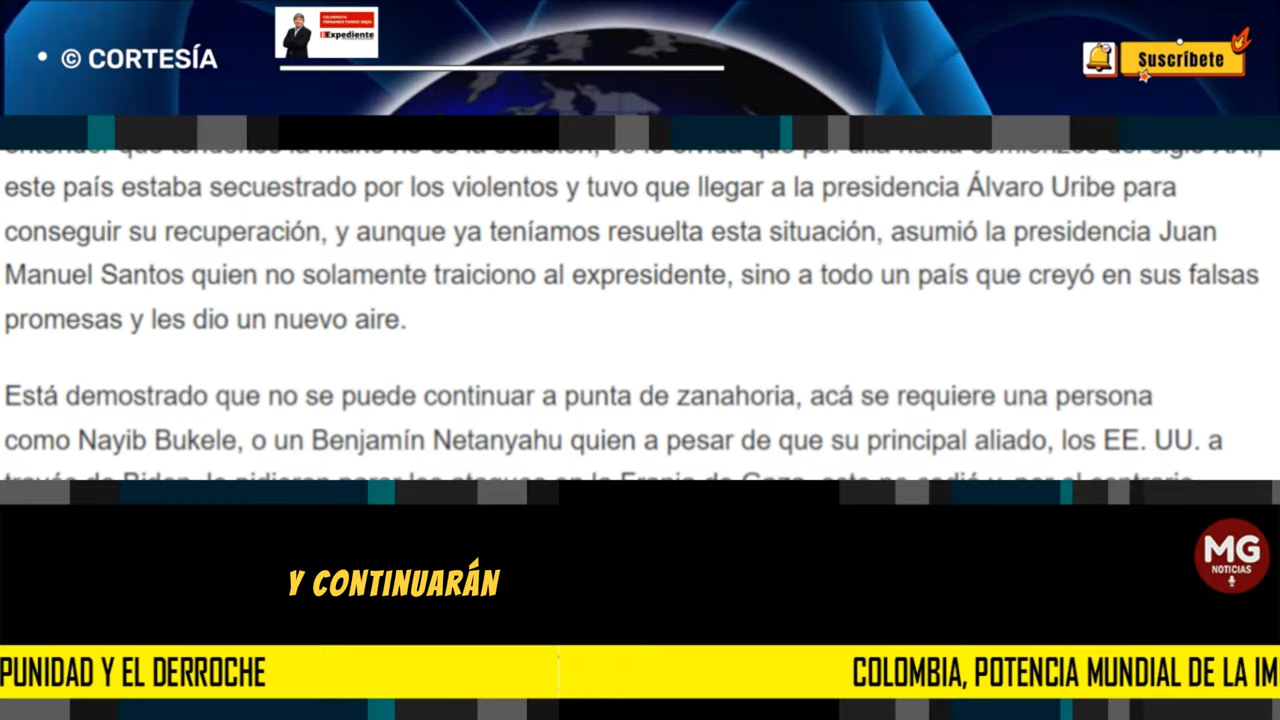 • © CORTESÍA
COLUMNISTA
FERNANDO TORRES MEJÍA
Expediente
Suscríbete
este país estaba secuestrado por los violentos y tuvo que llegar a la presidencia Álvaro Uribe para
conseguir su recuperación, y aunque ya teníamos resuelta esta situación, asumió la presidencia Juan
Manuel Santos quien no solamente traiciono al expresidente, sino a todo un país que creyó en sus falsas
promesas y les dio un nuevo aire.
Está demostrado que no se puede continuar a punta de zanahoria, acá se requiere una persona
como Nayib Bukele, o un Benjamín Netanyahu quien a pesar de que su principal aliado, los EE. UU. a
Y CONTINUARÁN
MG
NOTICIAS
PUNIDAD Y EL DERROCHE
COLOMBIA, POTENCIA MUNDIAL DE LA IM